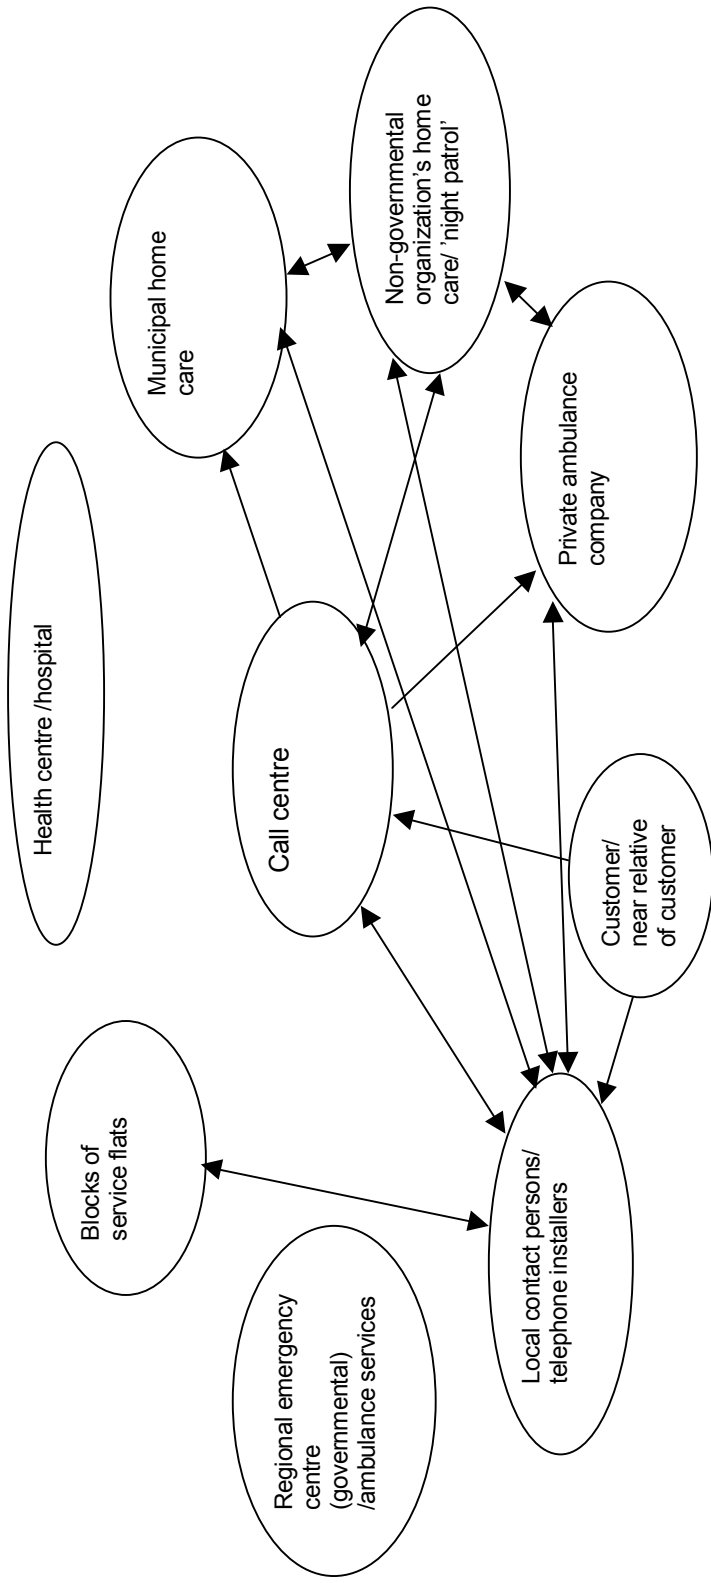 Health centre /hospital
Blocks of
service flats
Municipal home
care
Regional emergency
centre
(governmental)
/ambulance services
Call centre
Non-governmental
organization’s home
care/ ’night patrol’
Local contact persons/
telephone installers
Customer/
near relative
of customer
Private ambulance
company